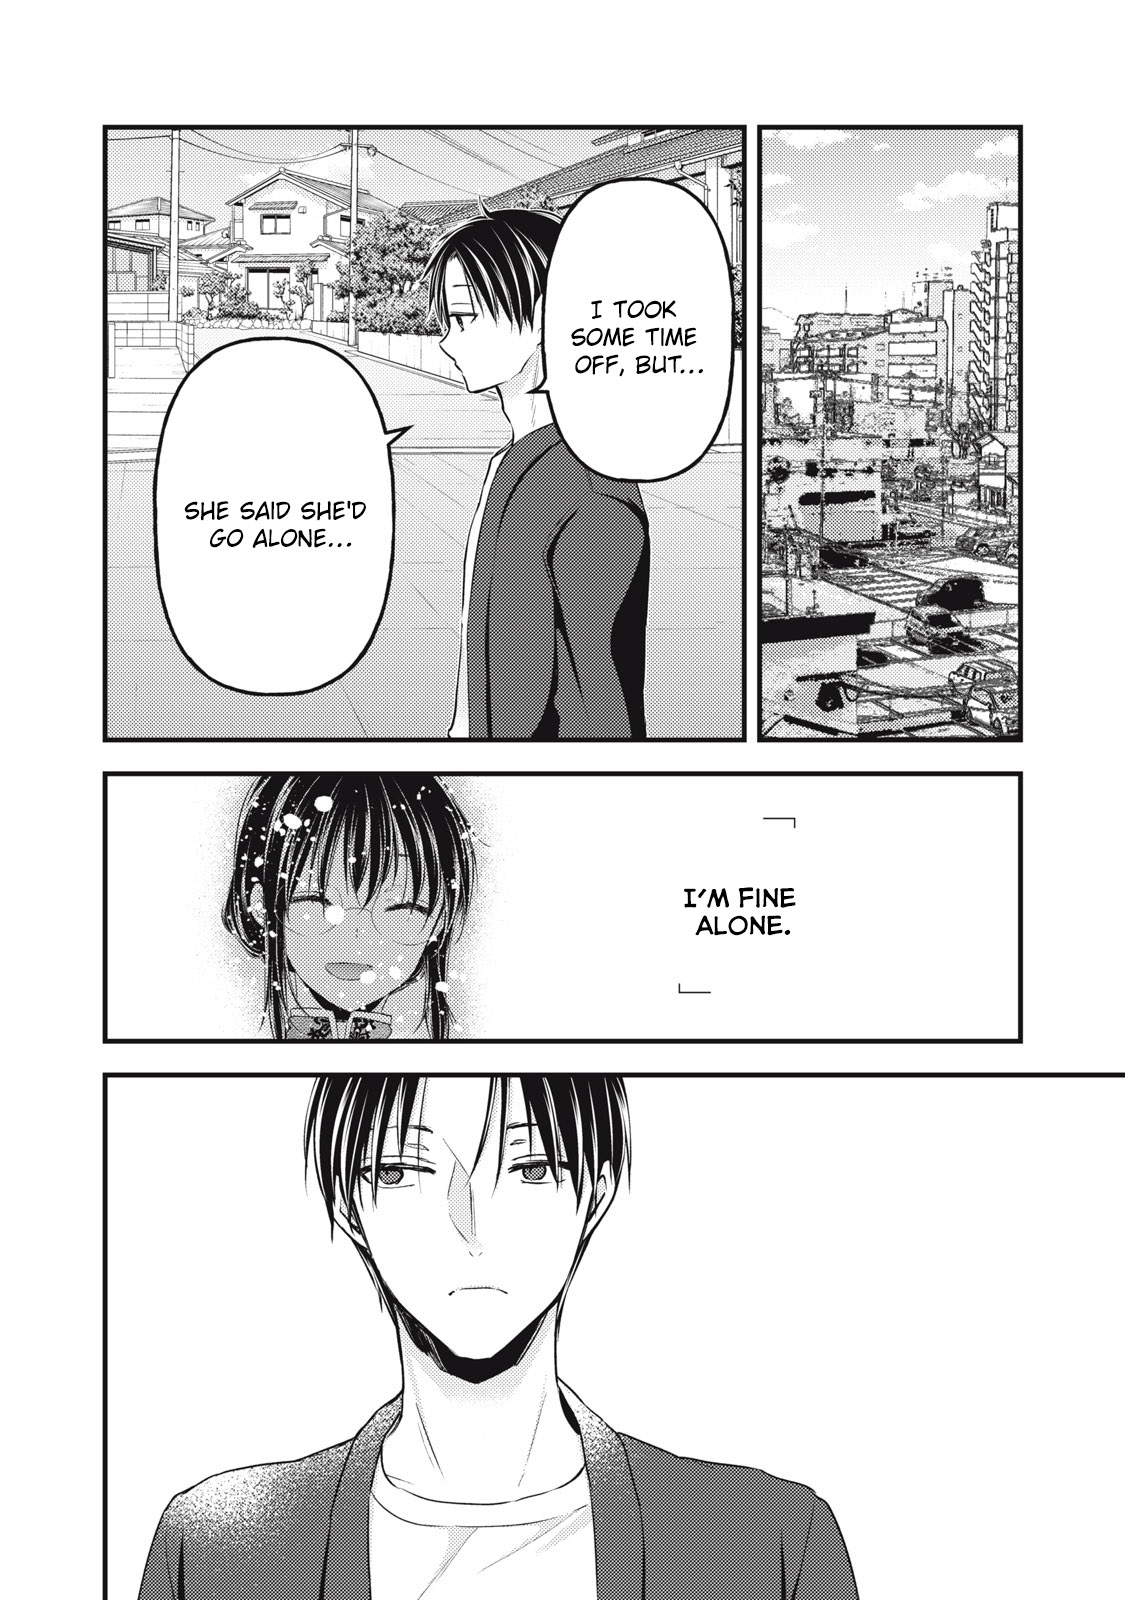 I TOOK
SOME TIME
OFF, BUT...
SHE SAID SHE'D
GO ALONE...
I'M FINE
ALONE.